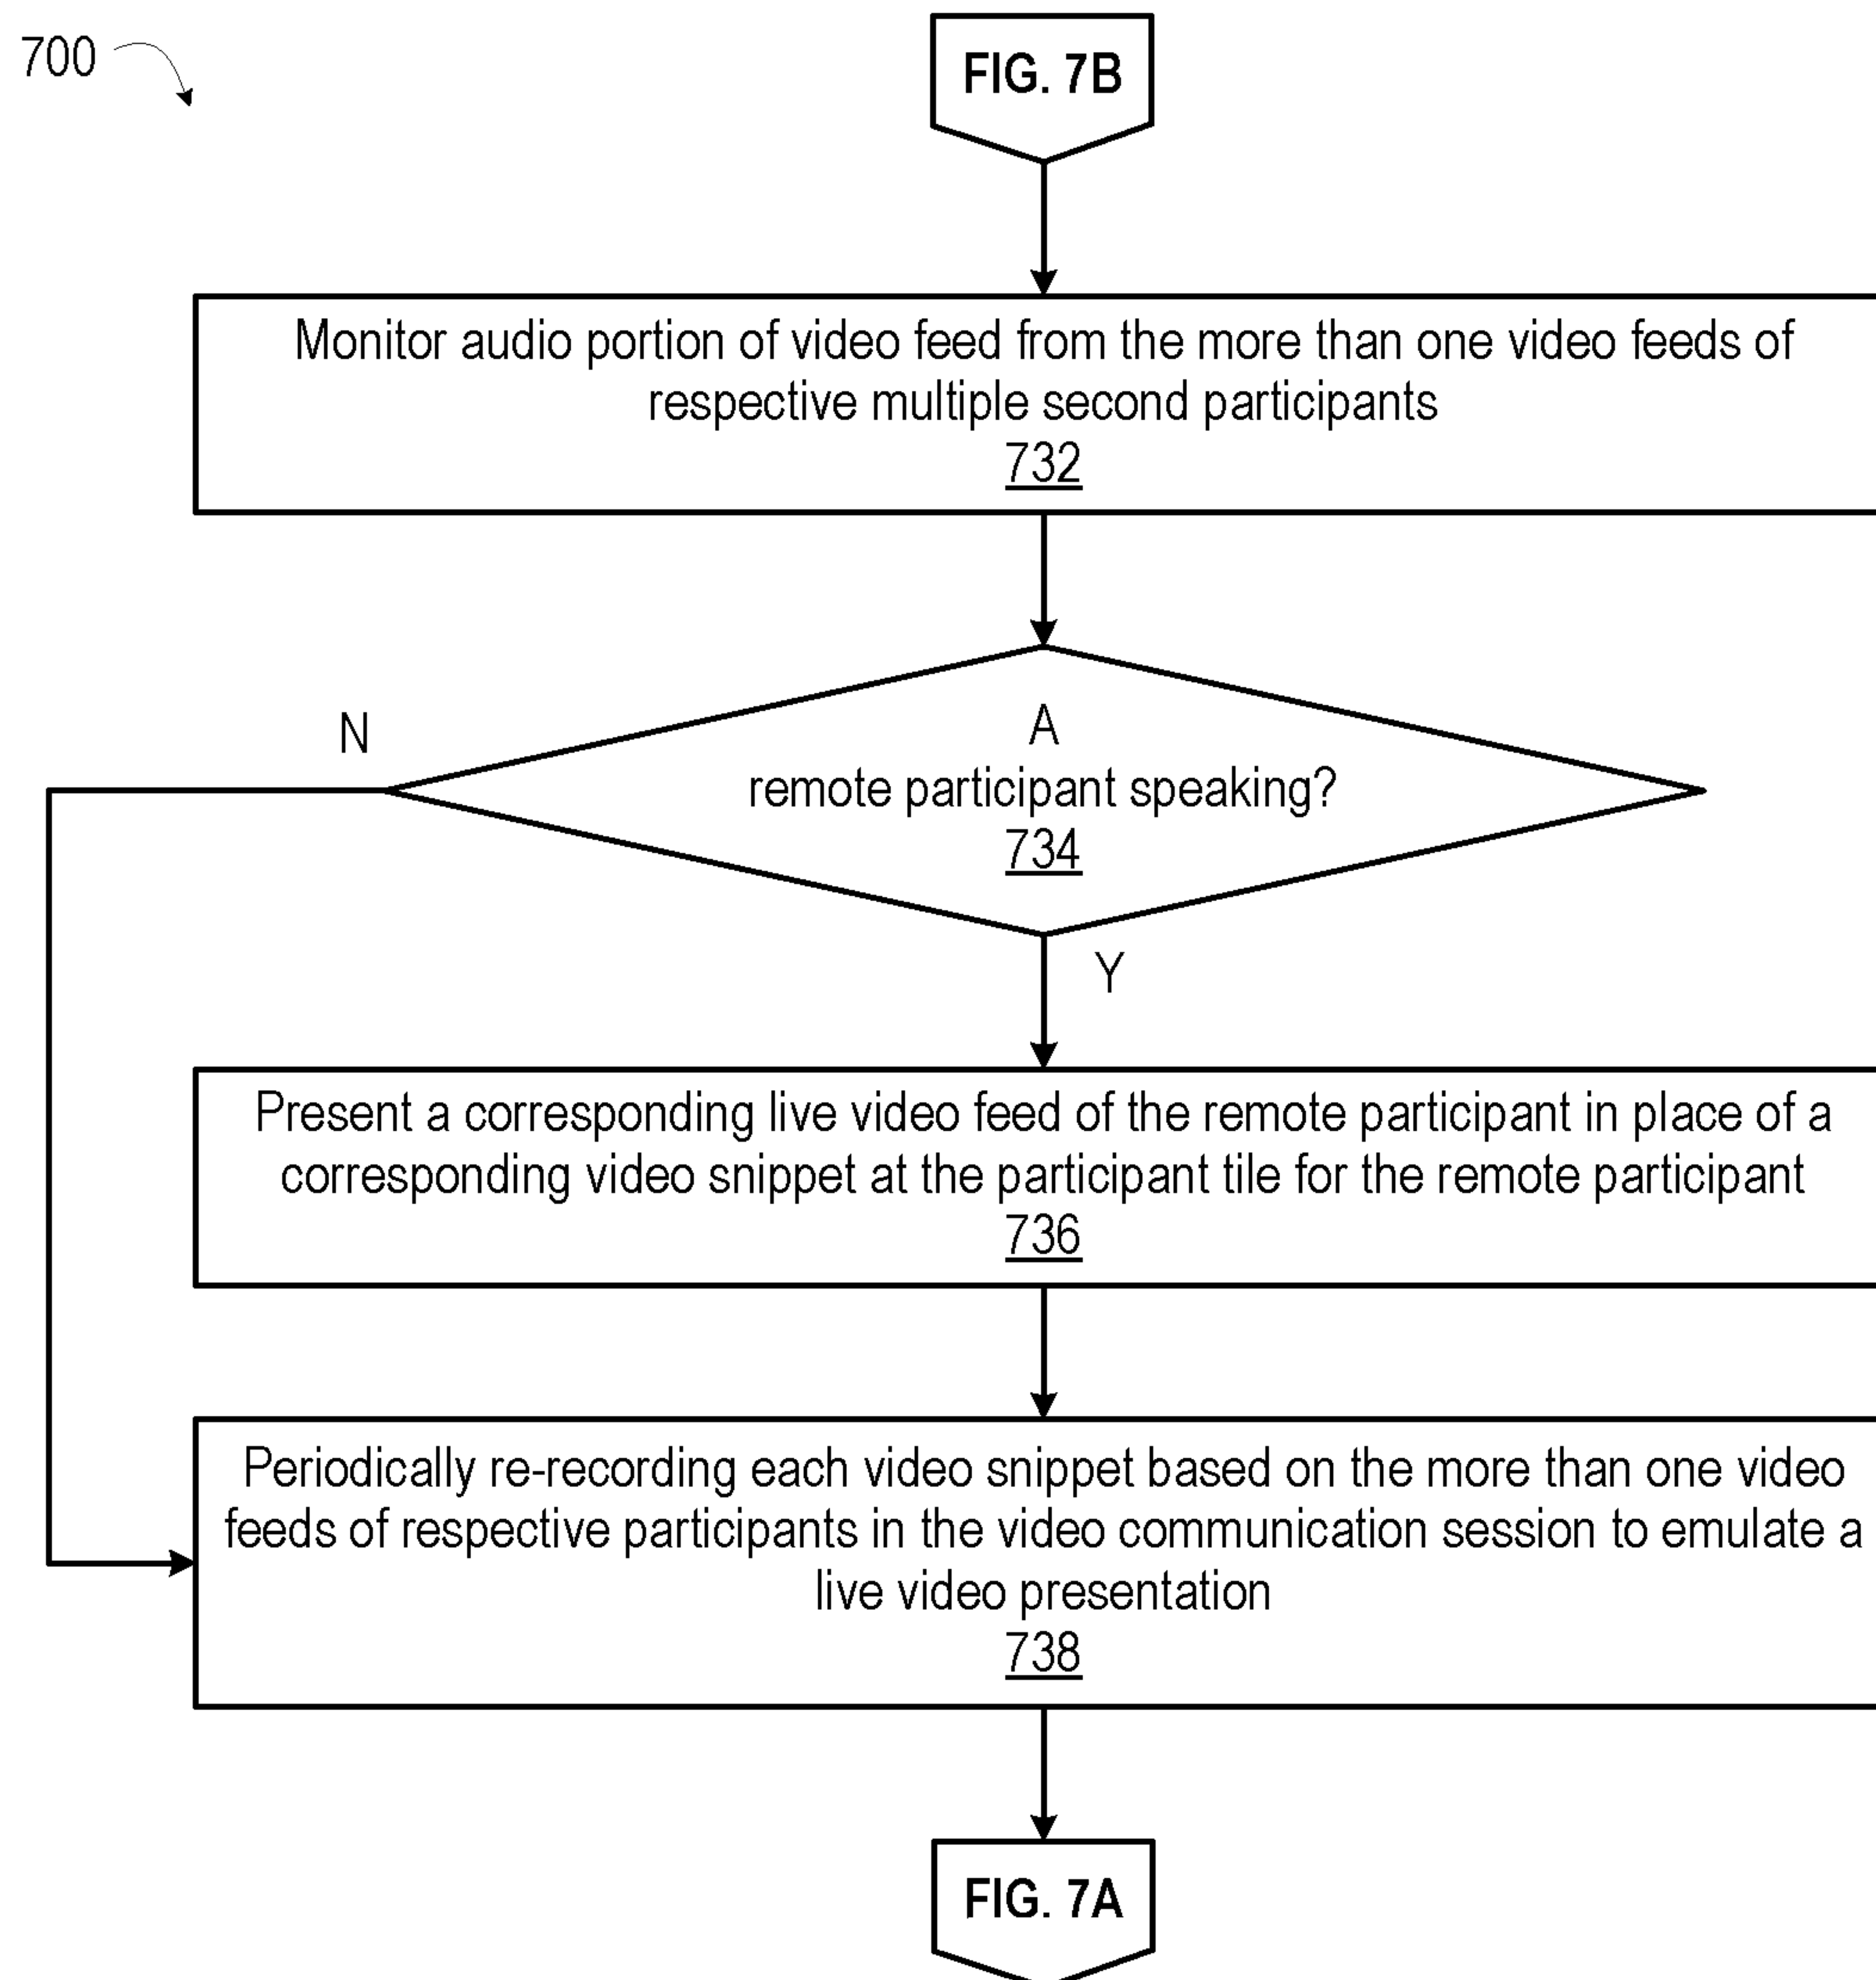 700
FIG. 7B
Monitor audio portion of video feed from the more than one video feeds of
respective multiple second participants
732
A
remote participant speaking?
734
N
Y
Present a corresponding live video feed of the remote participant in place of a
corresponding video snippet at the participant tile for the remote participant
736
Periodically re-recording each video snippet based on the more than one video
feeds of respective participants in the video communication session to emulate a
live video presentation
738
FIG. 7A